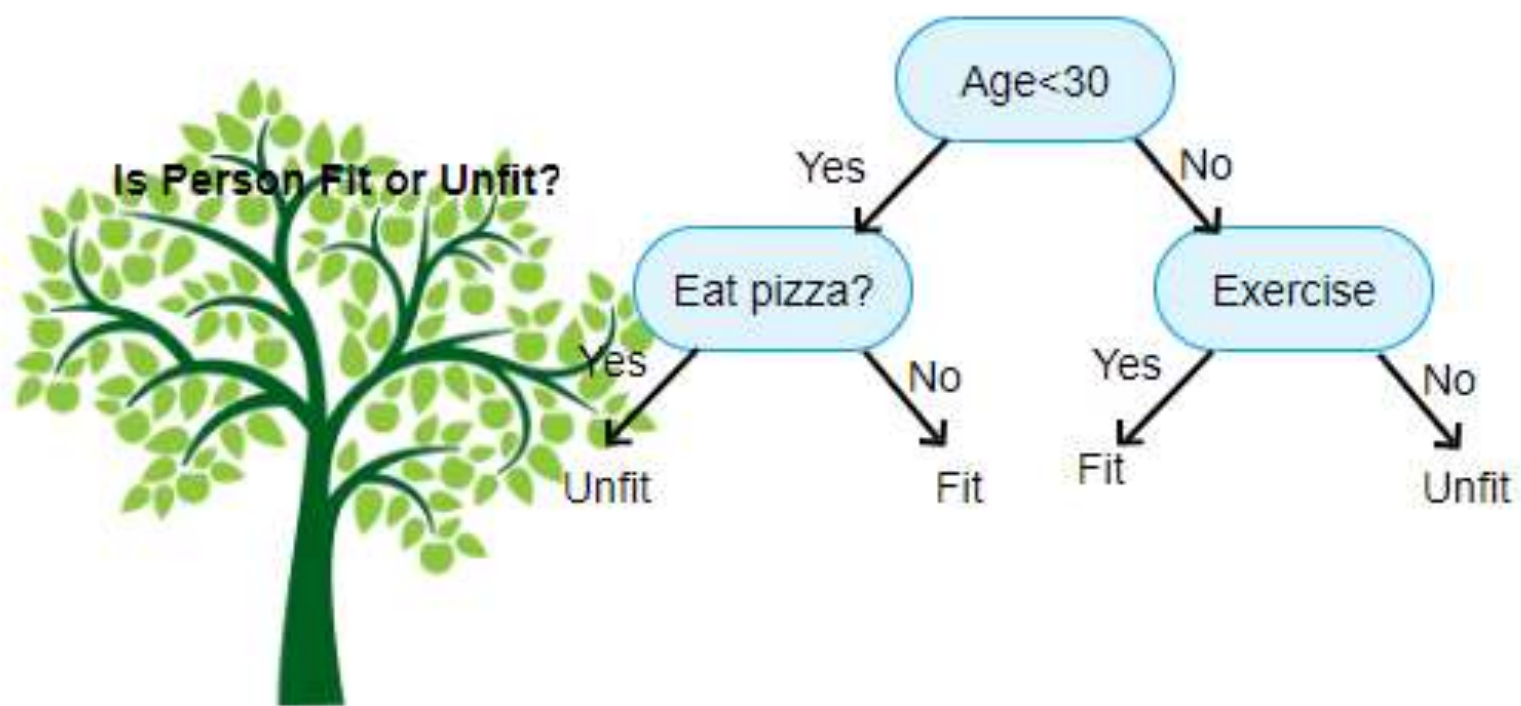 Age<30
Is Person Fit or Unfit?
Yes
No
Eat pizza?
Exercise
Yes
No
Yes
No
Unfit
Fit
Fit
Unfit